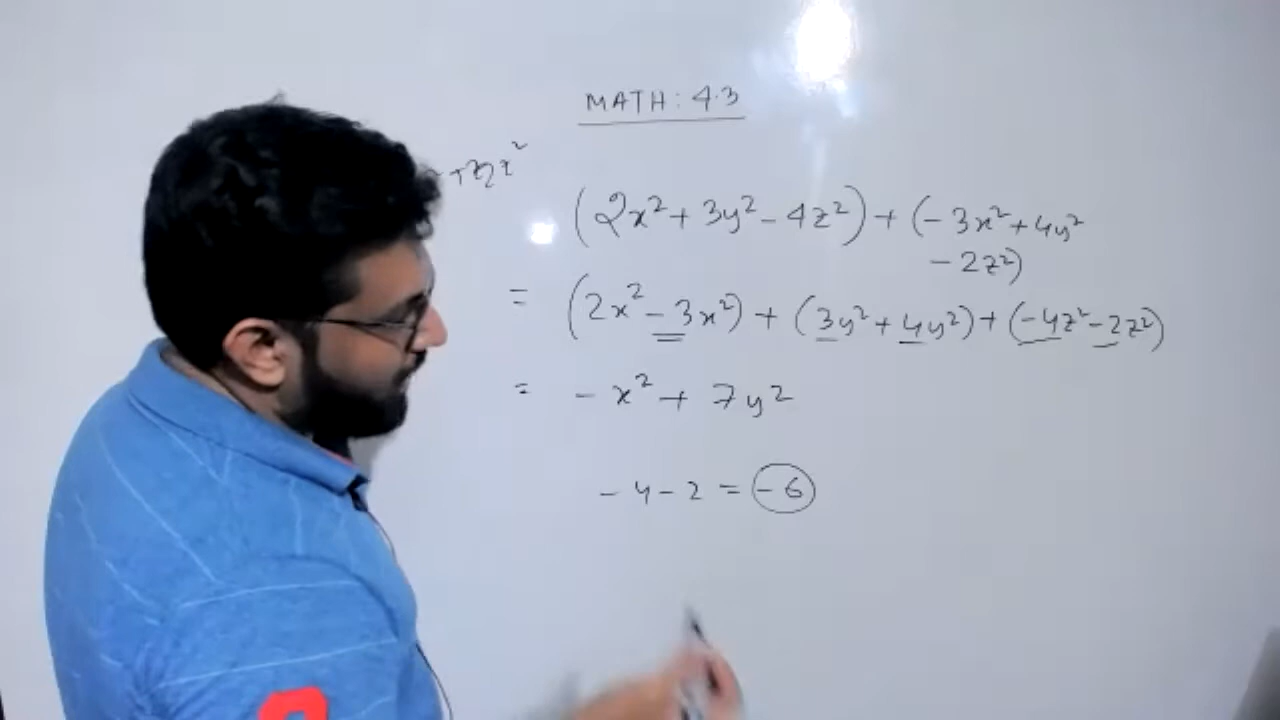 MATH: 4.3
(2x² + 3y² - 4z²) + (-3x² + 4y²
- 2z²)
= (2x² - 3x²) + (3y² + 4y²) + (-4z² - 2z²)
= - x² + 7y²
- 4 - 2 = -6